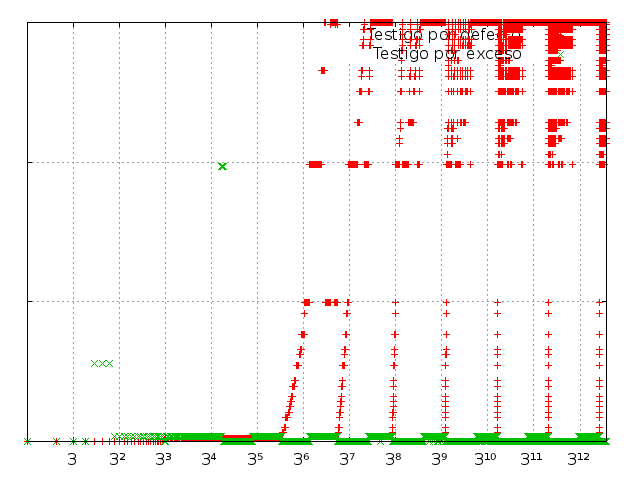 Testigo por defecto
Testigo por exceso
3 3² 3³ 3⁴ 3⁵ 3⁶ 3⁷ 3⁸ 3⁹ 3¹⁰ 3¹¹ 3¹²